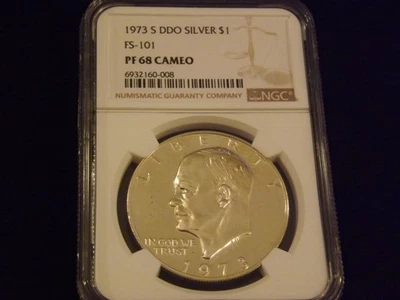 1973 S DDO SILVER $1
FS-101
PF 68 CAMEO
6932160-008
NUMISMATIC GUARANTY COMPANY
NGC
LIBERTY
IN GOD WE
TRUST
1973